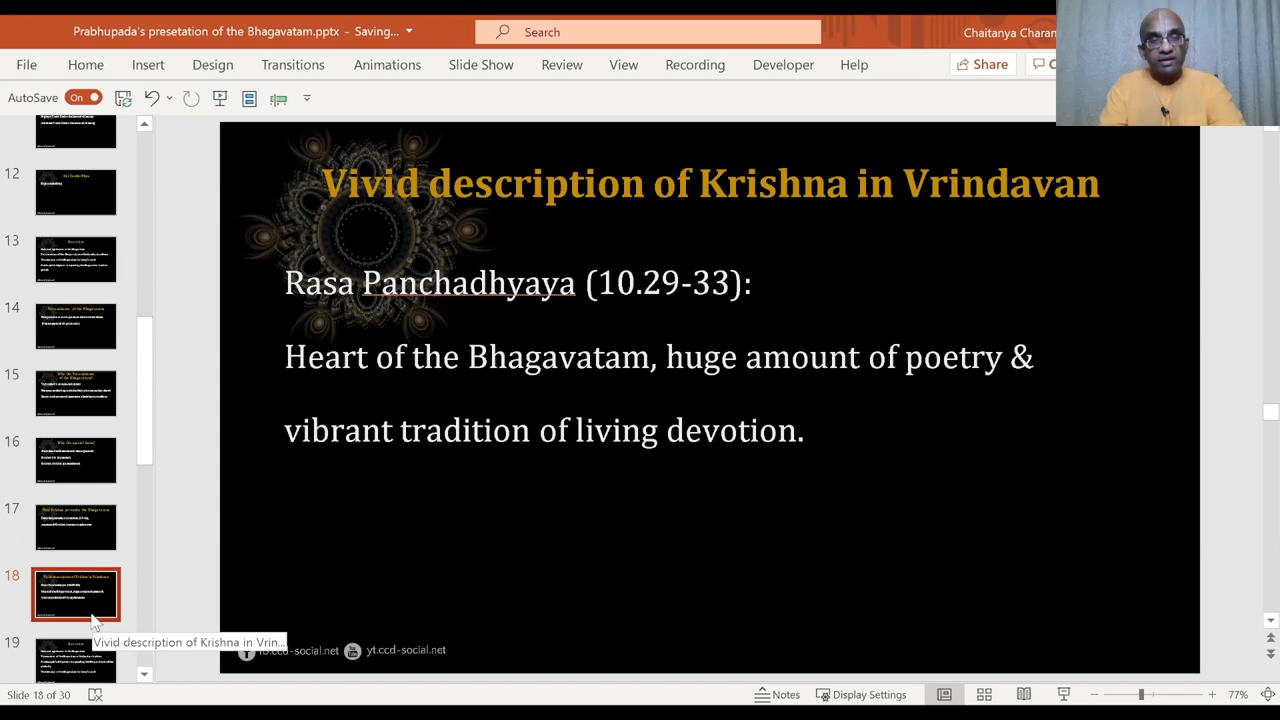 Prabhupada's presetation of the Bhagavatam.pptx - Saving...
Search
Chaitanya Charan
File Home Insert Design Transitions Animations Slide Show Review View Recording Developer Help Share
AutoSave On
12
13
14
15
16
17
18
19
Vivid description of Krishna in Vrindavan
Rasa Panchadhyaya (10.29-33):
Heart of the Bhagavatam, huge amount of poetry &
vibrant tradition of living devotion.
Vivid description of Krishna in Vrin...
fb.ccd-social.net yt.ccd-social.net
Slide 18 of 30 Notes Display Settings 77%